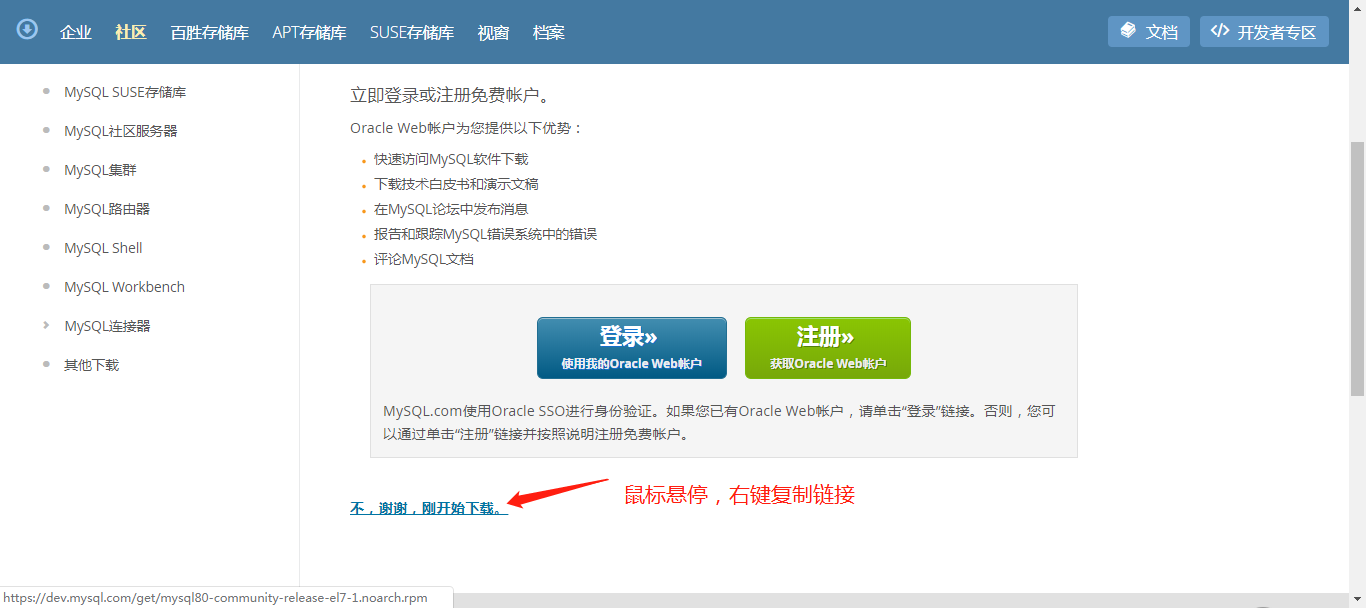 企业 社区 百胜存储库 APT存储库 SUSE存储库 视窗 档案 文档 开发者专区
MySQL SUSE存储库
MySQL社区服务器
MySQL集群
MySQL路由器
MySQL Shell
MySQL Workbench
MySQL连接器
其他下载
立即登录或注册免费帐户。
Oracle Web帐户为您提供以下优势：
快速访问MySQL软件下载
下载技术白皮书和演示文稿
在MySQL论坛中发布消息
报告和跟踪MySQL错误系统中的错误
评论MySQL文档
登录»
使用我的Oracle Web帐户
注册»
获取Oracle Web帐户
MySQL.com使用Oracle SSO进行身份验证。如果您已有Oracle Web帐户，请单击“登录”链接。否则，您可
以通过单击“注册”链接并按照说明注册免费帐户。
不，谢谢，刚开始下载。
鼠标悬停，右键复制链接
https://dev.mysql.com/get/mysql80-community-release-el7-1.noarch.rpm